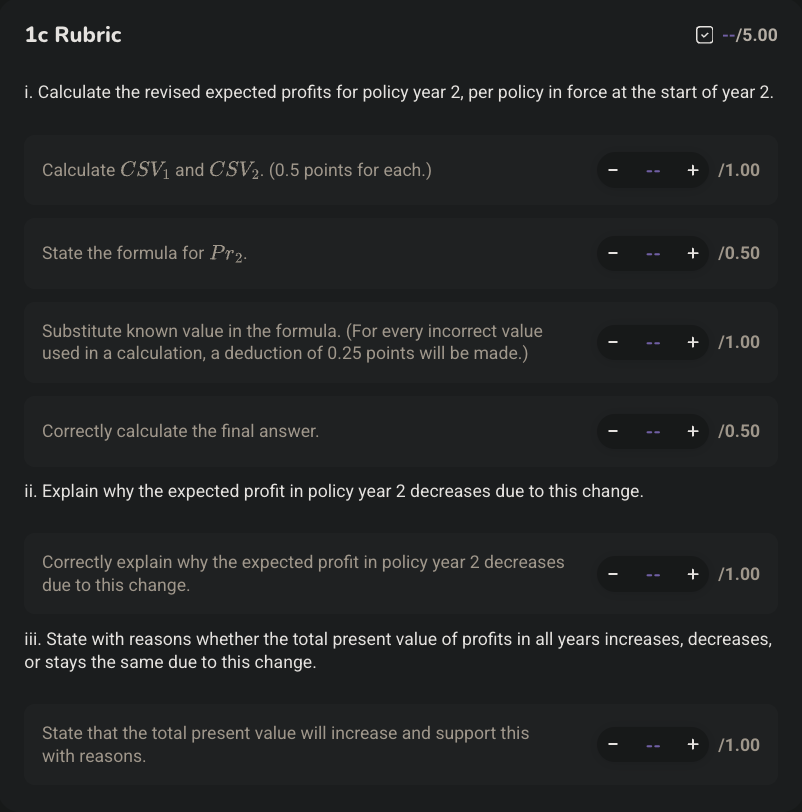 1c Rubric
--/5.00
i. Calculate the revised expected profits for policy year 2, per policy in force at the start of year 2.
Calculate CSV₁ and CSV₂. (0.5 points for each.)
− -- + /1.00
State the formula for Pr₂.
− -- + /0.50
Substitute known value in the formula. (For every incorrect value
used in a calculation, a deduction of 0.25 points will be made.)
− -- + /1.00
Correctly calculate the final answer.
− -- + /0.50
ii. Explain why the expected profit in policy year 2 decreases due to this change.
Correctly explain why the expected profit in policy year 2 decreases
due to this change.
− -- + /1.00
iii. State with reasons whether the total present value of profits in all years increases, decreases,
or stays the same due to this change.
State that the total present value will increase and support this
with reasons.
− -- + /1.00